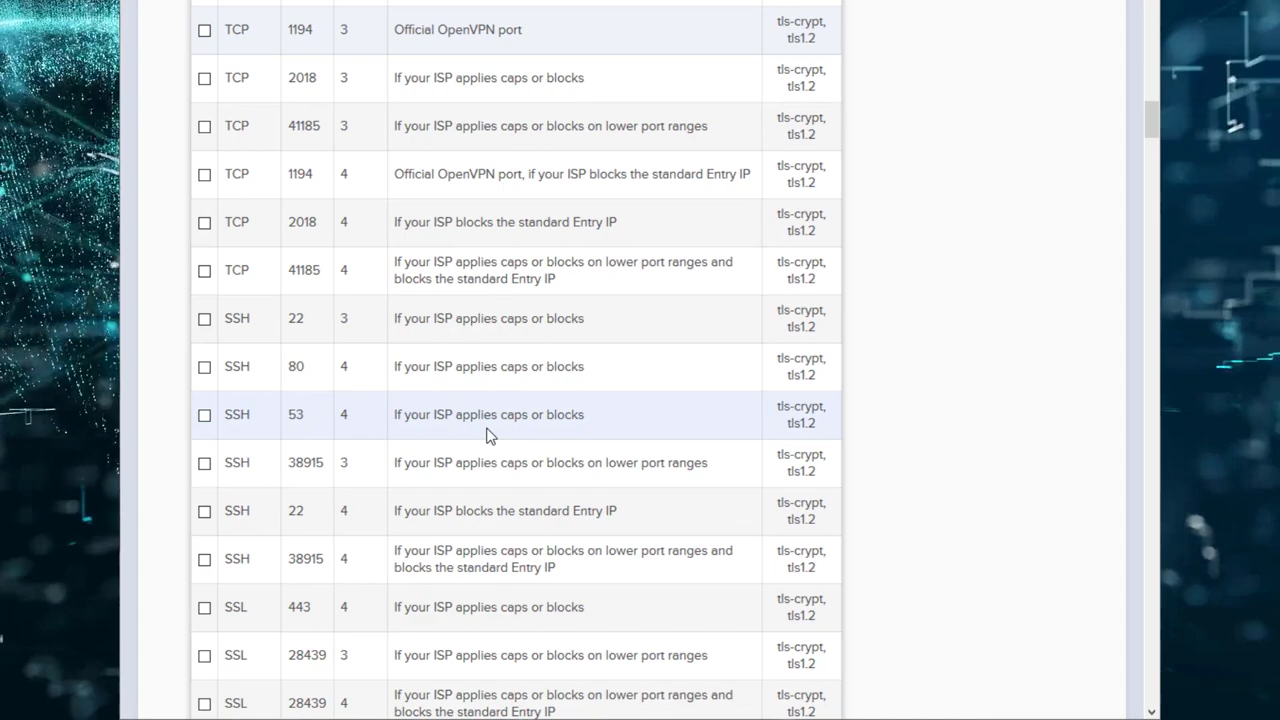 TCP 1194 3 Official OpenVPN port tls-crypt,
tls1.2
TCP 2018 3 If your ISP applies caps or blocks tls-crypt,
tls1.2
TCP 41185 3 If your ISP applies caps or blocks on lower port ranges tls-crypt,
tls1.2
TCP 1194 4 Official OpenVPN port, if your ISP blocks the standard Entry IP tls-crypt,
tls1.2
TCP 2018 4 If your ISP blocks the standard Entry IP tls-crypt,
tls1.2
TCP 41185 4 If your ISP applies caps or blocks on lower port ranges and tls-crypt,
blocks the standard Entry IP tls1.2
SSH 22 3 If your ISP applies caps or blocks tls-crypt,
tls1.2
SSH 80 4 If your ISP applies caps or blocks tls-crypt,
tls1.2
SSH 53 4 If your ISP applies caps or blocks tls-crypt,
tls1.2
SSH 38915 3 If your ISP applies caps or blocks on lower port ranges tls-crypt,
tls1.2
SSH 22 4 If your ISP blocks the standard Entry IP tls-crypt,
tls1.2
SSH 38915 4 If your ISP applies caps or blocks on lower port ranges and tls-crypt,
blocks the standard Entry IP tls1.2
SSL 443 4 If your ISP applies caps or blocks tls-crypt,
tls1.2
SSL 28439 3 If your ISP applies caps or blocks on lower port ranges tls-crypt,
tls1.2
SSL 28439 4 If your ISP applies caps or blocks on lower port ranges and tls-crypt,
blocks the standard Entry IP tls1.2